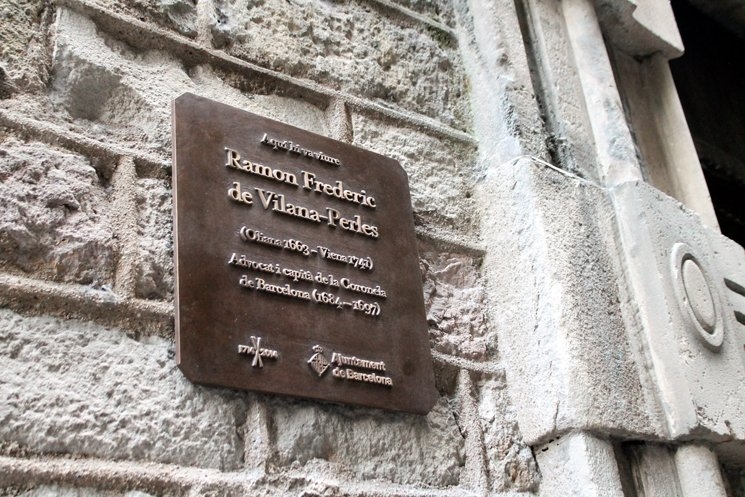 Aquí hi va viure
Ramon Frederic
de Vilana-Perles
(Oliana 1663 – Viena 1741)
Advocat i capità de la Coronela
de Barcelona (1684 – 1697)
1714 2014
Ajuntament
de Barcelona